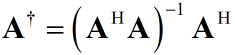 𝐀† = (𝐀ᴴ𝐀)⁻¹ 𝐀ᴴ